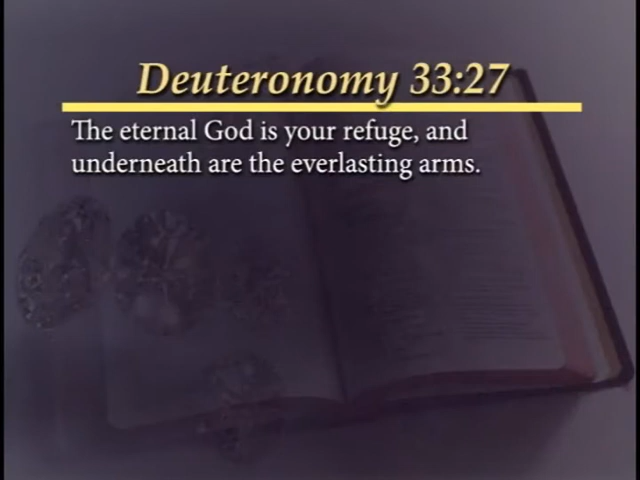 Deuteronomy 33:27
The eternal God is your refuge, and
underneath are the everlasting arms.